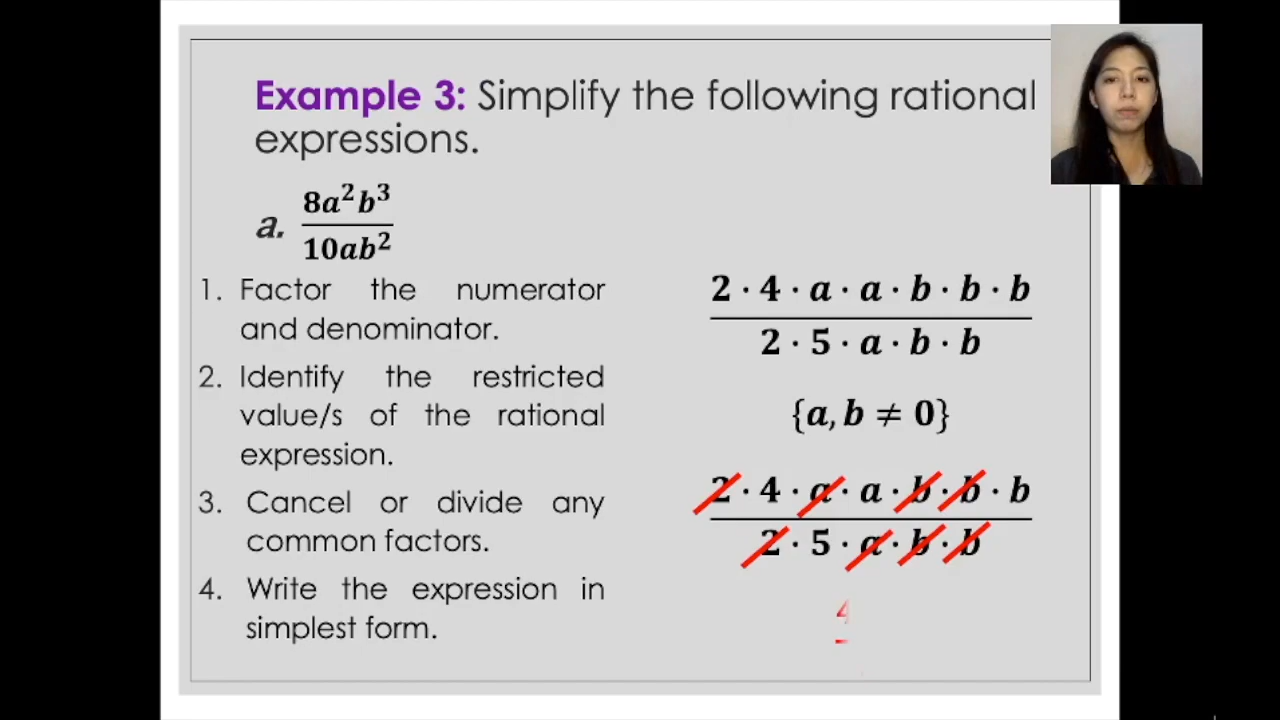 Example 3: Simplify the following rational
expressions.
a. 8a²b³
10ab²
1. Factor the numerator
and denominator.
2 · 4 · a · a · b · b · b
2 · 5 · a · b · b
2. Identify the restricted
value/s of the rational
expression.
{a, b ≠ 0}
3. Cancel or divide any
common factors.
2 · 4 · a · a · b · b · b
2 · 5 · a · b · b
4. Write the expression in
simplest form.
4